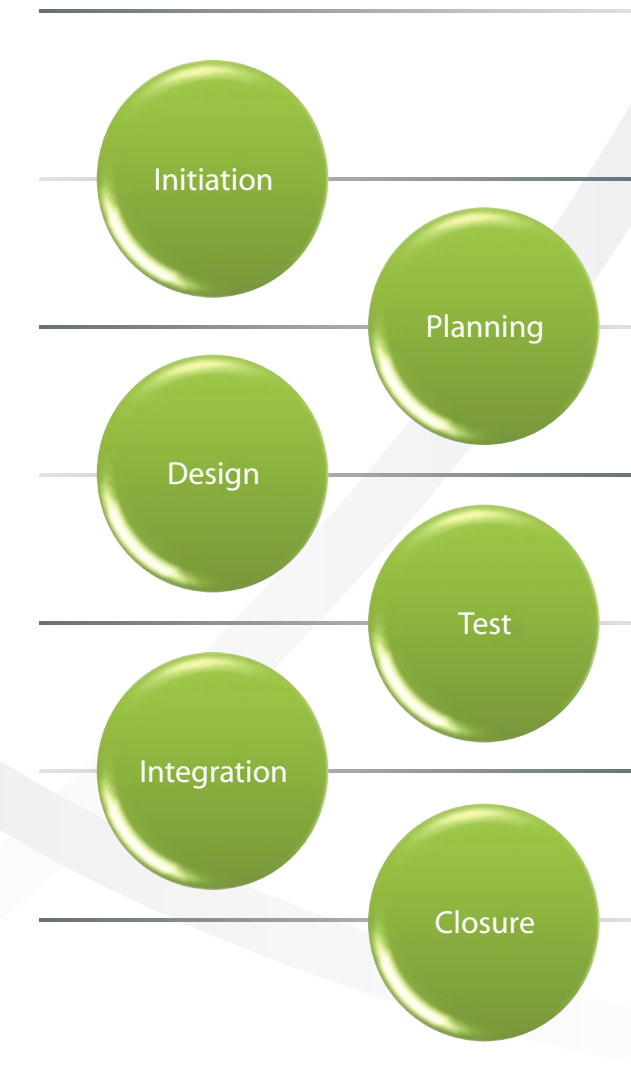 Initiation
Planning
Design
Test
Integration
Closure